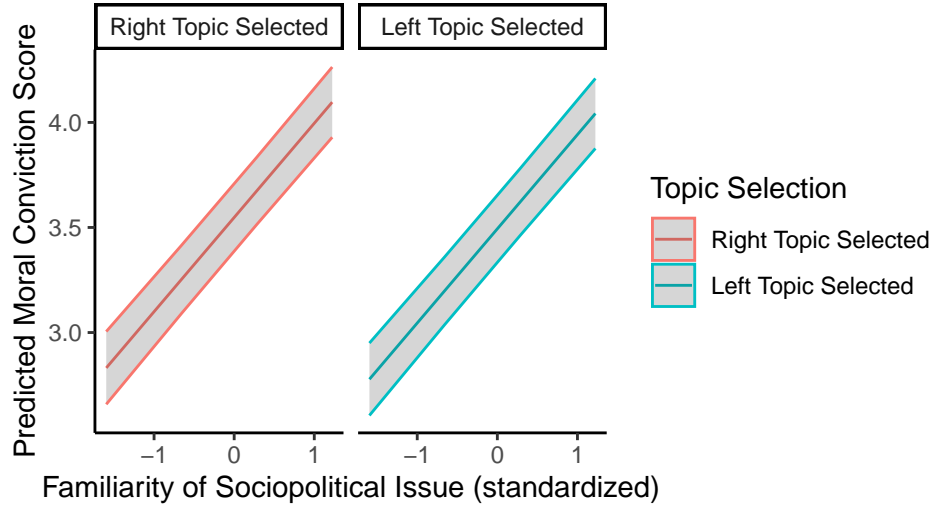 Right Topic Selected
Left Topic Selected
Predicted Moral Conviction Score
4.0
3.5
3.0
−1
0
1
−1
0
1
Familiarity of Sociopolitical Issue (standardized)
Topic Selection
Right Topic Selected
Left Topic Selected